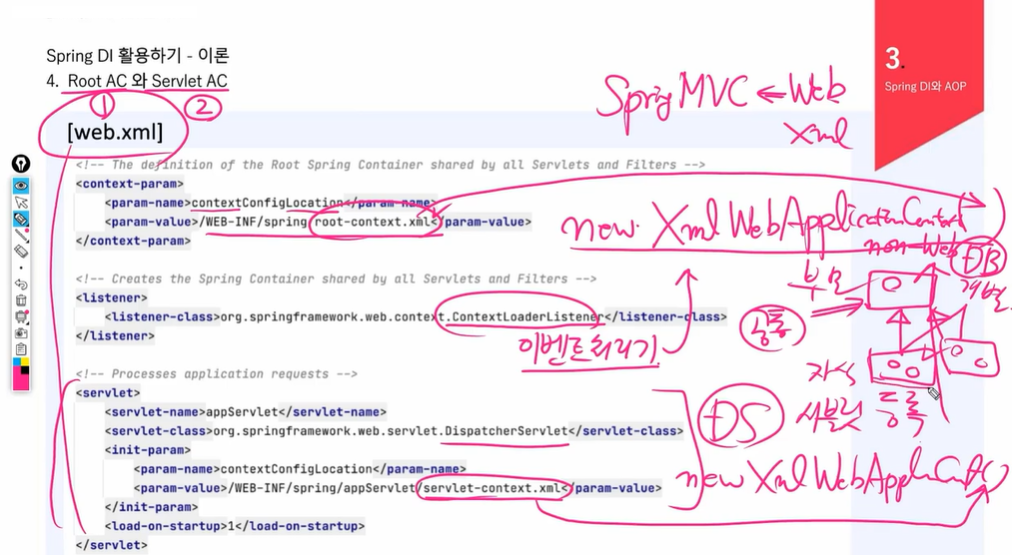 Spring DI 활용하기 - 이론
4. Root AC 와 Servlet AC
① ②
3.
Spring DI와 AOP
Spring MVC ← Web
Xml
[web.xml]
<!-- The definition of the Root Spring Container shared by all Servlets and Filters -->
<context-param>
<param-name>contextConfigLocation</param-name>
<param-value>/WEB-INF/spring/root-context.xml</param-value>
</context-param>
new XmlWebApplicationContext( )
non-Web
DB
개별
부모
공통
<!-- Creates the Spring Container shared by all Servlets and Filters -->
<listener>
<listener-class>org.springframework.web.context.ContextLoaderListener</listener-class>
</listener>
이벤트처리기
자식
<!-- Processes application requests -->
<servlet>
<servlet-name>appServlet</servlet-name>
<servlet-class>org.springframework.web.servlet.DispatcherServlet</servlet-class>
<init-param>
<param-name>contextConfigLocation</param-name>
<param-value>/WEB-INF/spring/appServlet/servlet-context.xml</param-value>
</init-param>
<load-on-startup>1</load-on-startup>
</servlet>
DS
서블릿 등록